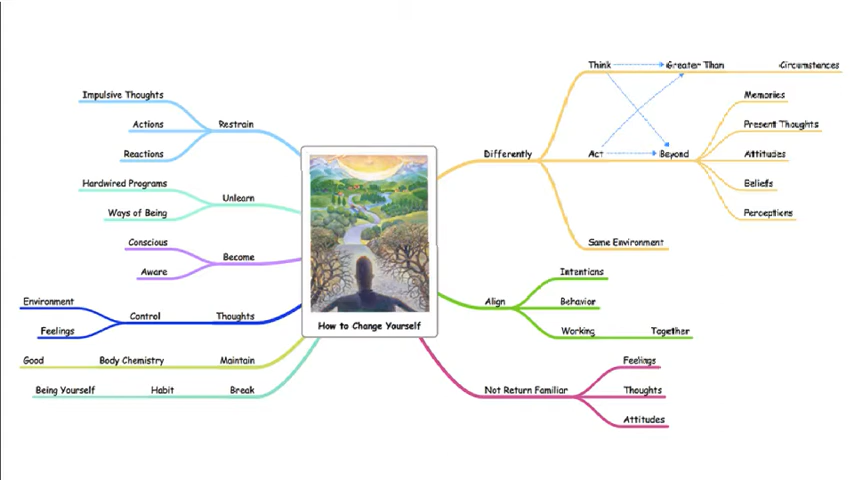 Think
Greater Than
Circumstances
Impulsive Thoughts
Memories
Actions
Restrain
Present Thoughts
Reactions
Differently
Act
Beyond
Attitudes
Hardwired Programs
Beliefs
Unlearn
Ways of Being
Perceptions
Conscious
Same Environment
Become
Aware
Intentions
Environment
Align
Behavior
Control
Thoughts
Feelings
How to Change Yourself
Working
Together
Good
Body Chemistry
Maintain
Feelings
Being Yourself
Habit
Break
Not Return Familiar
Thoughts
Attitudes